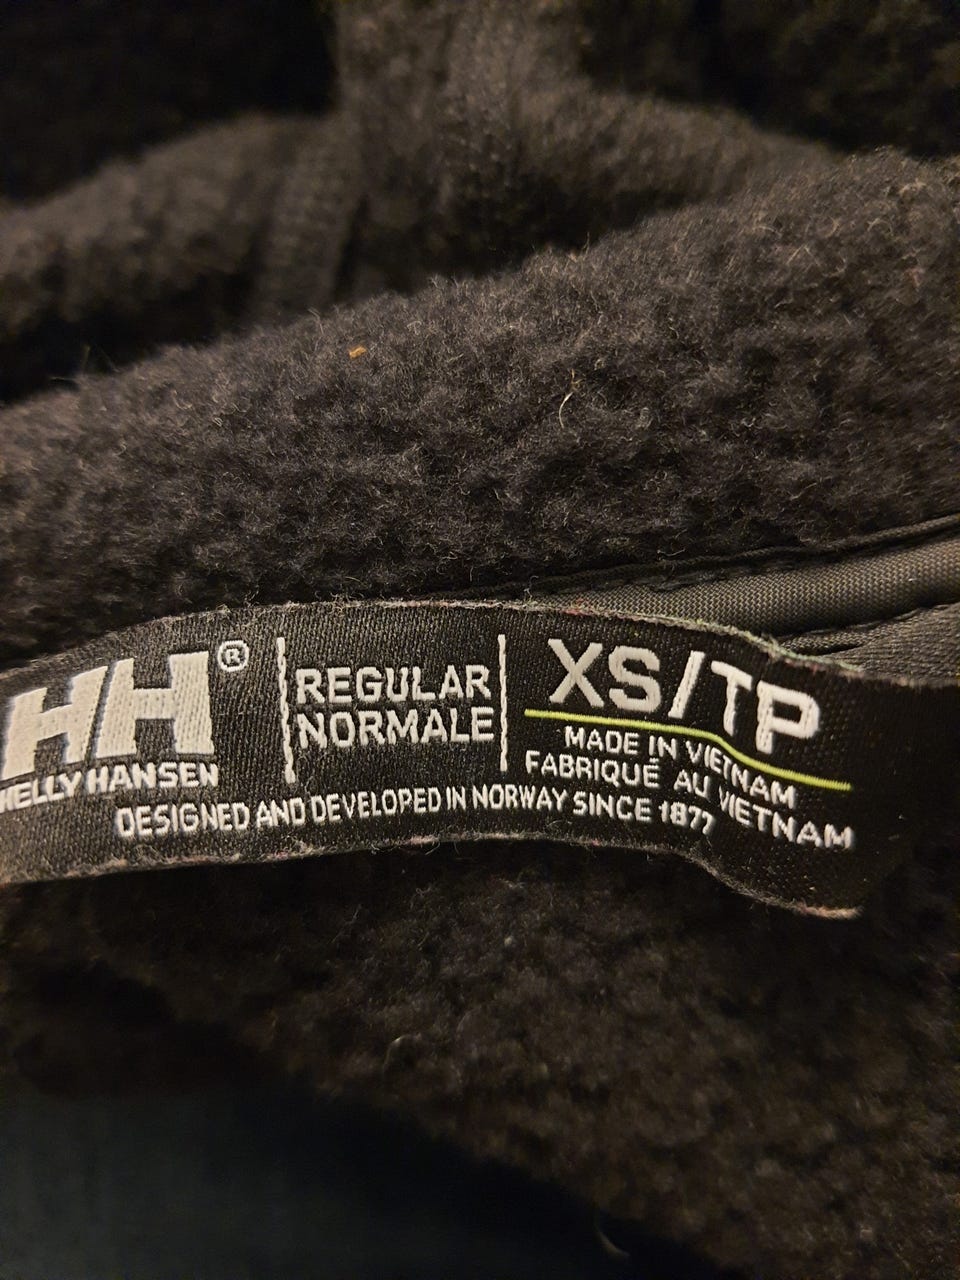 HH®
HELLY HANSEN
REGULAR
NORMALE
XS/TP
MADE IN VIETNAM
FABRIQUÉ AU VIETNAM
DESIGNED AND DEVELOPED IN NORWAY SINCE 1877